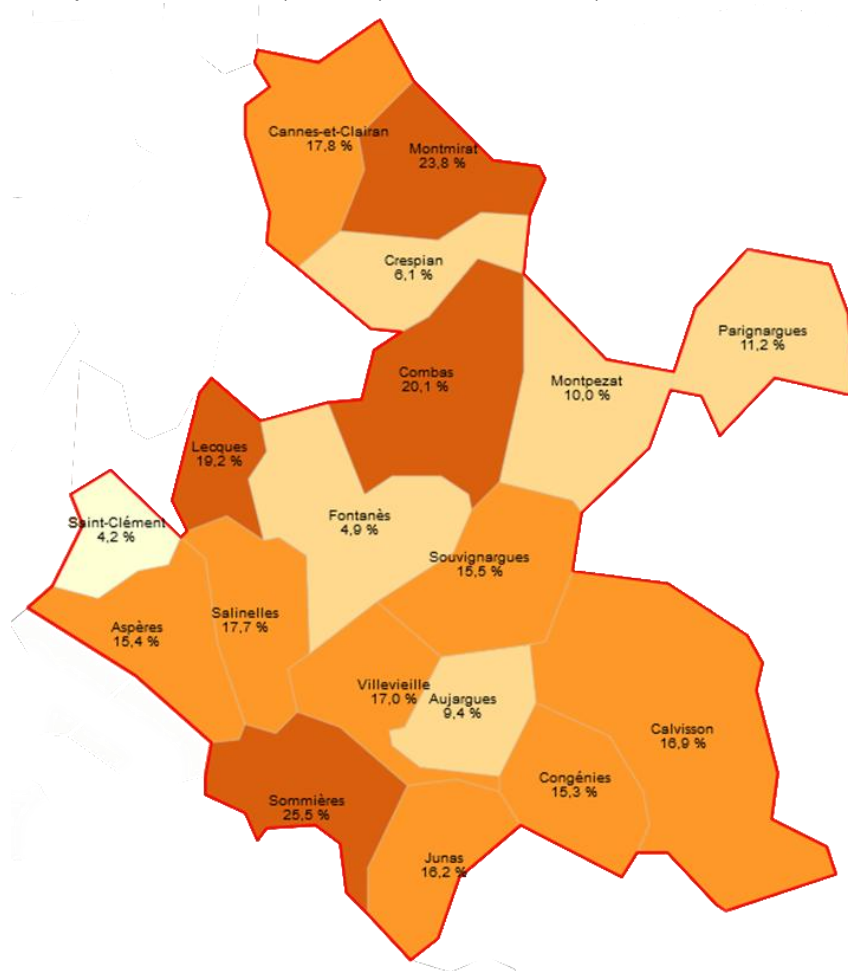 Cannes-et-Clairan
17,8 %
Montmirat
23,8 %
Crespian
6,1 %
Parignargues
11,2 %
Combas
20,1 %
Montpezat
10,0 %
Lecques
19,2 %
Saint-Clément
4,2 %
Fontanès
4,9 %
Souvignargues
15,5 %
Aspères
15,4 %
Salinelles
17,7 %
Villevieille
17,0 %
Aujargues
9,4 %
Calvisson
16,9 %
Congénies
15,3 %
Sommières
25,5 %
Junas
16,2 %